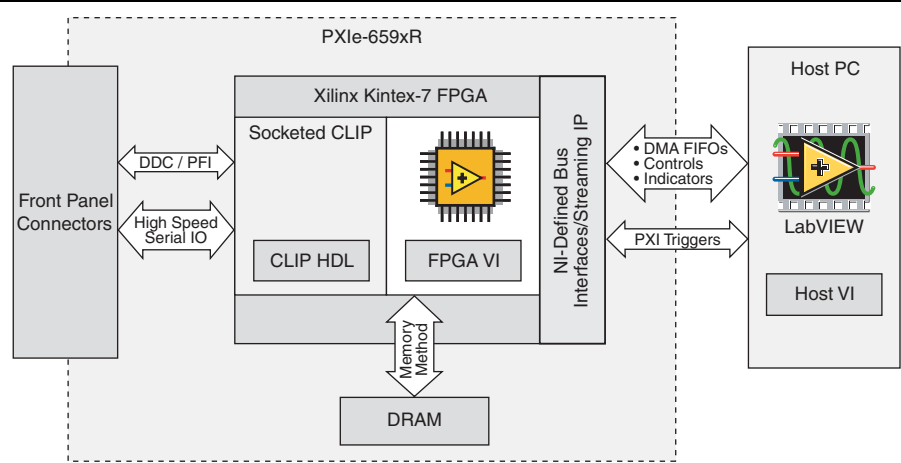 PXIe-659xR
Host PC
Xilinx Kintex-7 FPGA
Socketed CLIP
DDC / PFI
Front Panel
Connectors
High Speed
Serial IO
CLIP HDL
FPGA VI
NI-Defined Bus
Interfaces/Streaming IP
• DMA FIFOs
• Controls
• Indicators
PXI Triggers
LabVIEW
Host VI
Memory
Method
DRAM